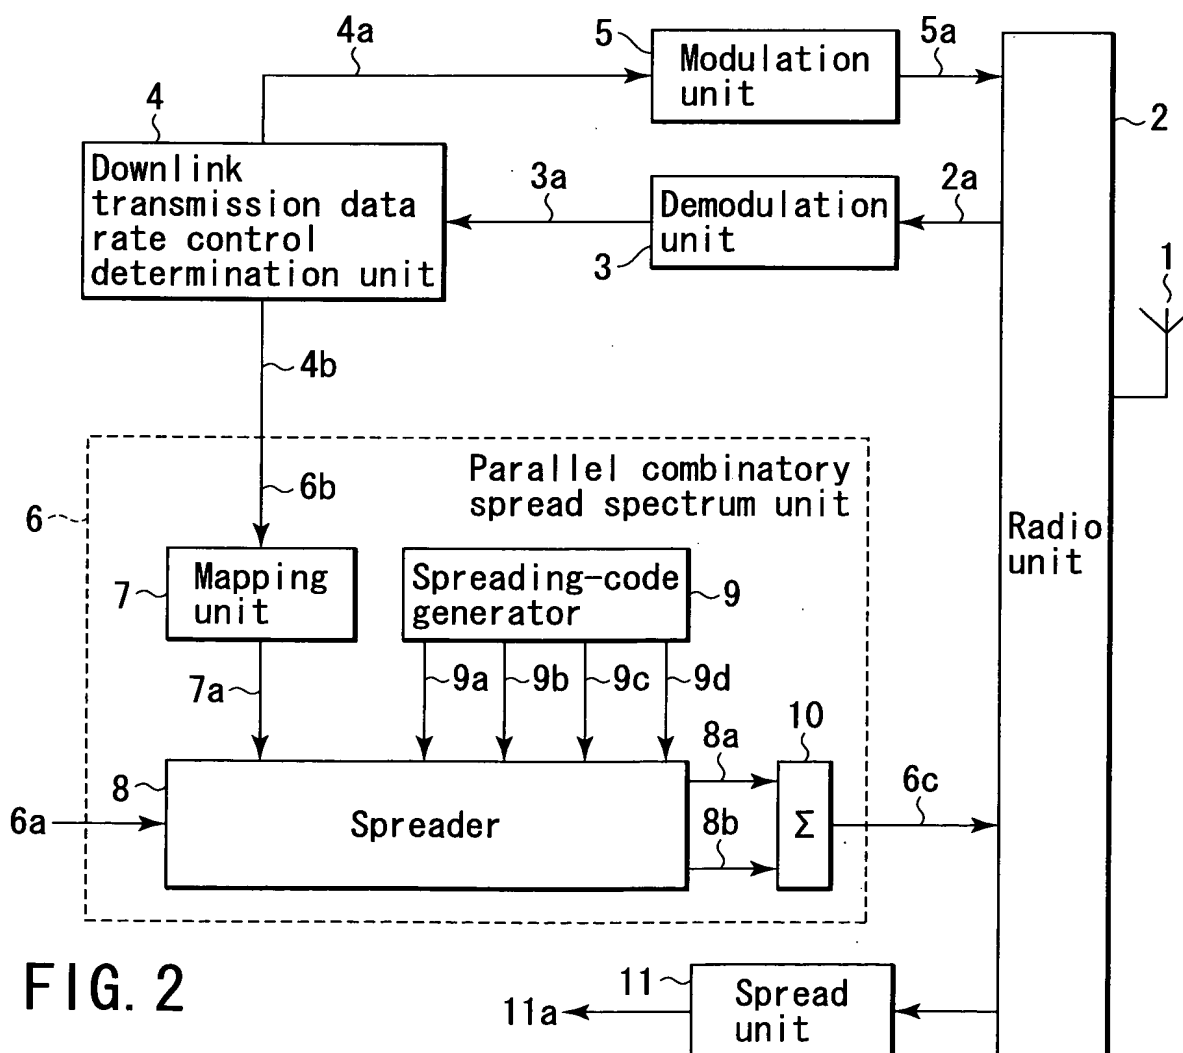 4a
5
Modulation
unit
5a
4
2
Downlink
transmission data
rate control
determination unit
3a
Demodulation
unit
3
2a
1
4b
Parallel combinatory
spread spectrum unit
6b
6
Radio
unit
Mapping
unit
7
Spreading-code
generator
9
7a
9a
9b
9c
9d
10
8a
8
6a
Spreader
8b
Σ
6c
FIG. 2
11
Spread
unit
11a